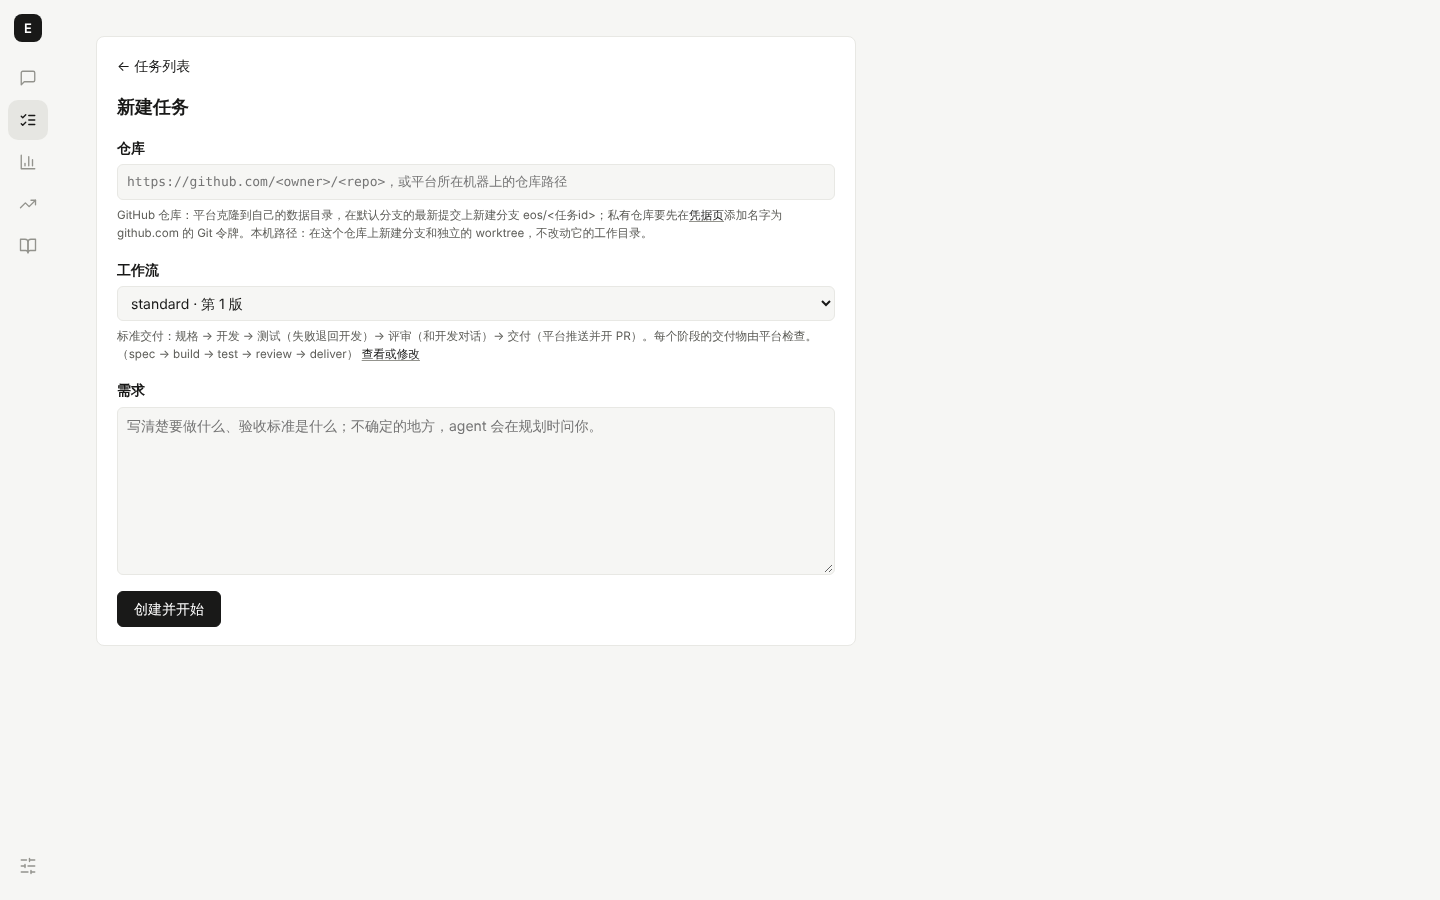 E
← 任务列表
新建任务
仓库
https://github.com/<owner>/<repo>，或平台所在机器上的仓库路径
GitHub 仓库：平台克隆到自己的数据目录，在默认分支的最新提交上新建分支 eos/<任务id>；私有仓库要先在凭据页添加名字为
github.com 的 Git 令牌。本机路径：在这个仓库上新建分支和独立的 worktree，不改动它的工作目录。
工作流
standard · 第 1 版
标准交付：规格 → 开发 → 测试（失败退回开发）→ 评审（和开发对话）→ 交付（平台推送并开 PR）。每个阶段的交付物由平台检查。
（spec → build → test → review → deliver） 查看或修改
需求
写清楚要做什么、验收标准是什么；不确定的地方，agent 会在规划时问你。
创建并开始